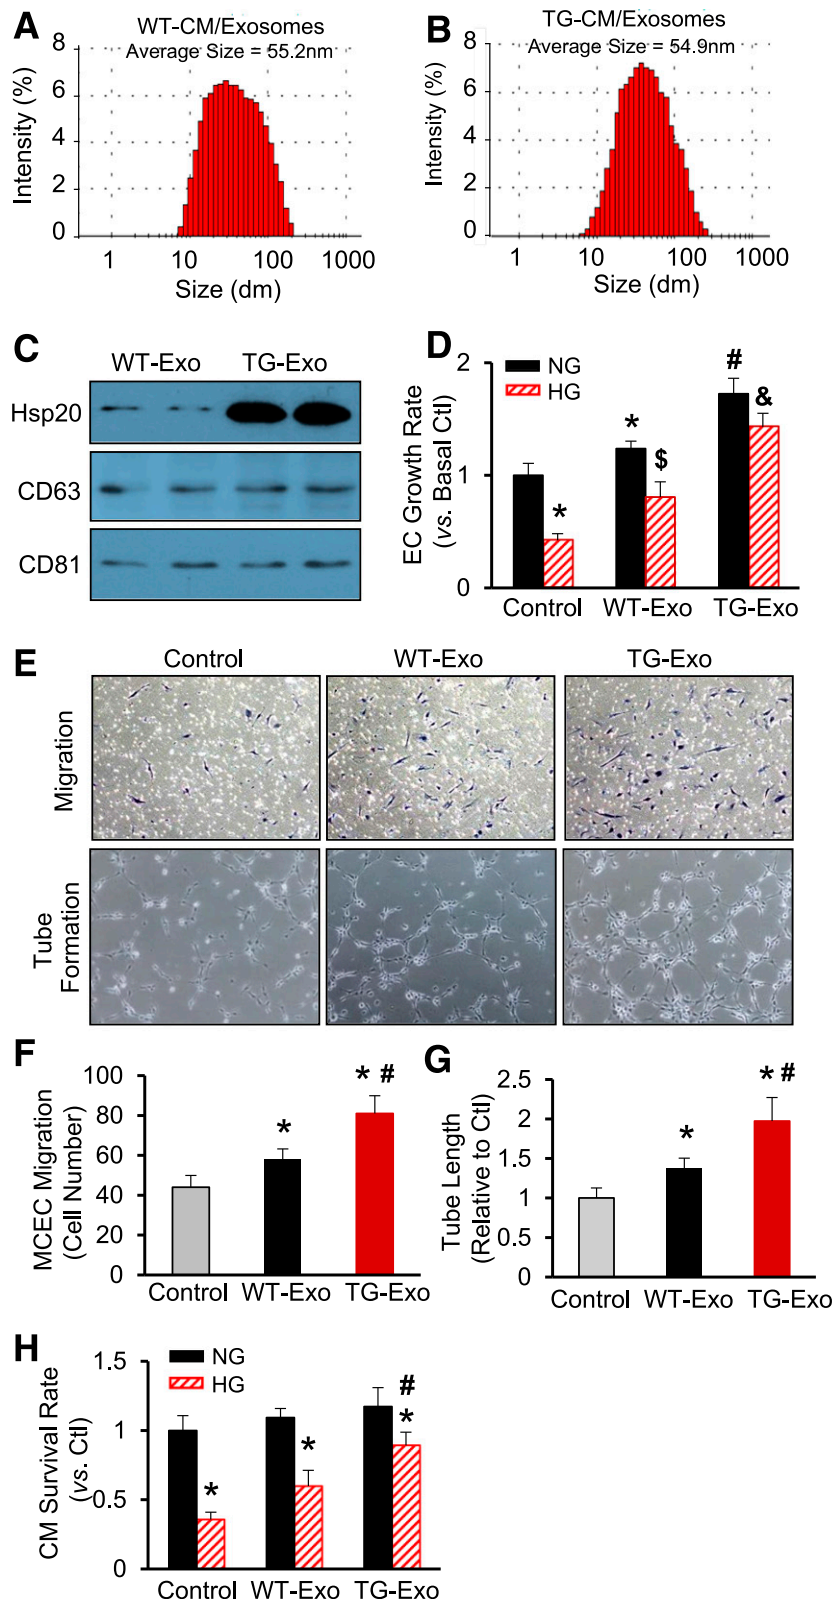 A
WT-CM/Exosomes
Average Size = 55.2nm
Intensity (%)
8
6
4
2
0
1 10 100 1000
Size (dm)
B
TG-CM/Exosomes
Average Size = 54.9nm
Intensity (%)
8
6
4
2
0
1 10 100 1000
Size (dm)
C
WT-Exo TG-Exo
Hsp20
CD63
CD81
D
EC Growth Rate
(vs. Basal Ctl)
2
1
0
NG
HG
*
*
$
#
&
Control WT-Exo TG-Exo
E
Control WT-Exo TG-Exo
Migration
Tube
Formation
F
MCEC Migration
(Cell Number)
100
80
60
40
20
0
*
* #
Control WT-Exo TG-Exo
G
Tube Length
(Relative to Ctl)
2.5
2
1.5
1
0.5
0
*
* #
Control WT-Exo TG-Exo
H
CM Survival Rate
(vs. Ctl)
1.5
1
0.5
0
NG
HG
*
*
#
*
Control WT-Exo TG-Exo